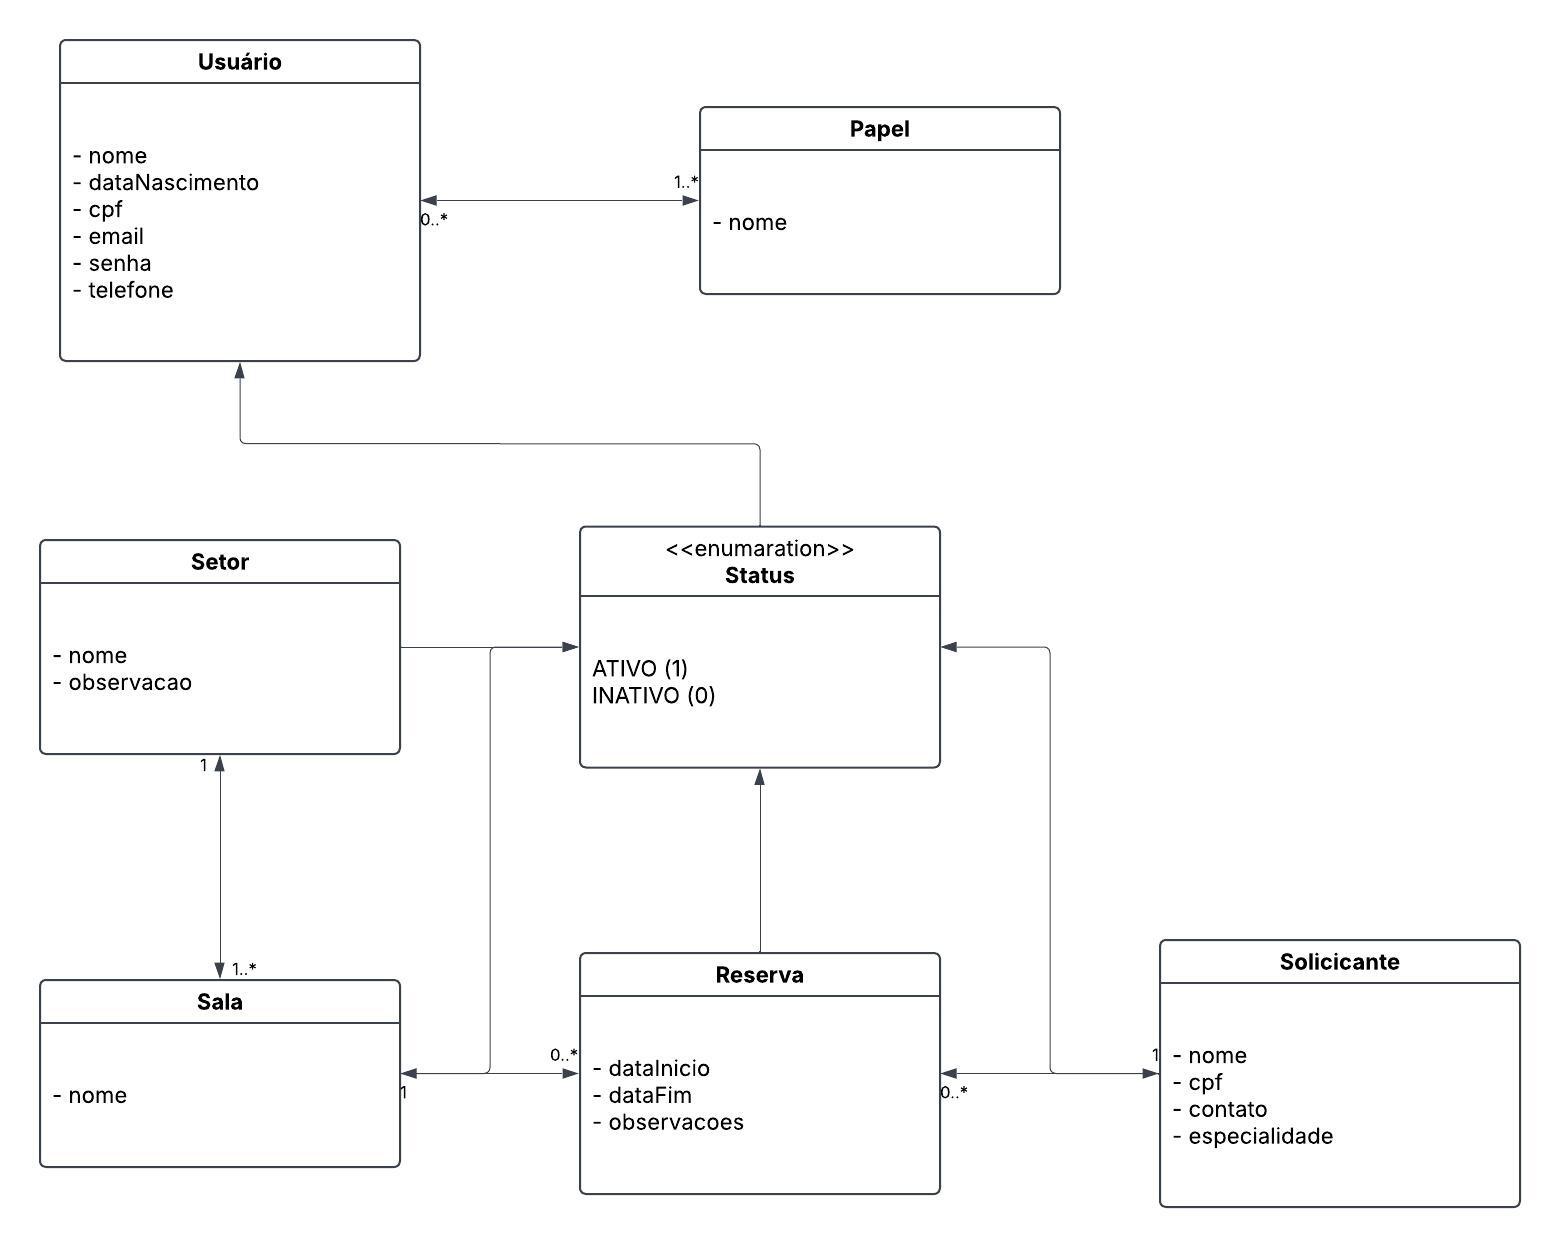 Usuário
- nome
- dataNascimento
- cpf
- email
- senha
- telefone
Papel
- nome
1..*
0..*
<<enumaration>>
Status
ATIVO (1)
INATIVO (0)
Setor
- nome
- observacao
1
1..*
Sala
- nome
1
0..*
Reserva
- dataInicio
- dataFim
- observacoes
0..*
1
Solicicante
- nome
- cpf
- contato
- especialidade